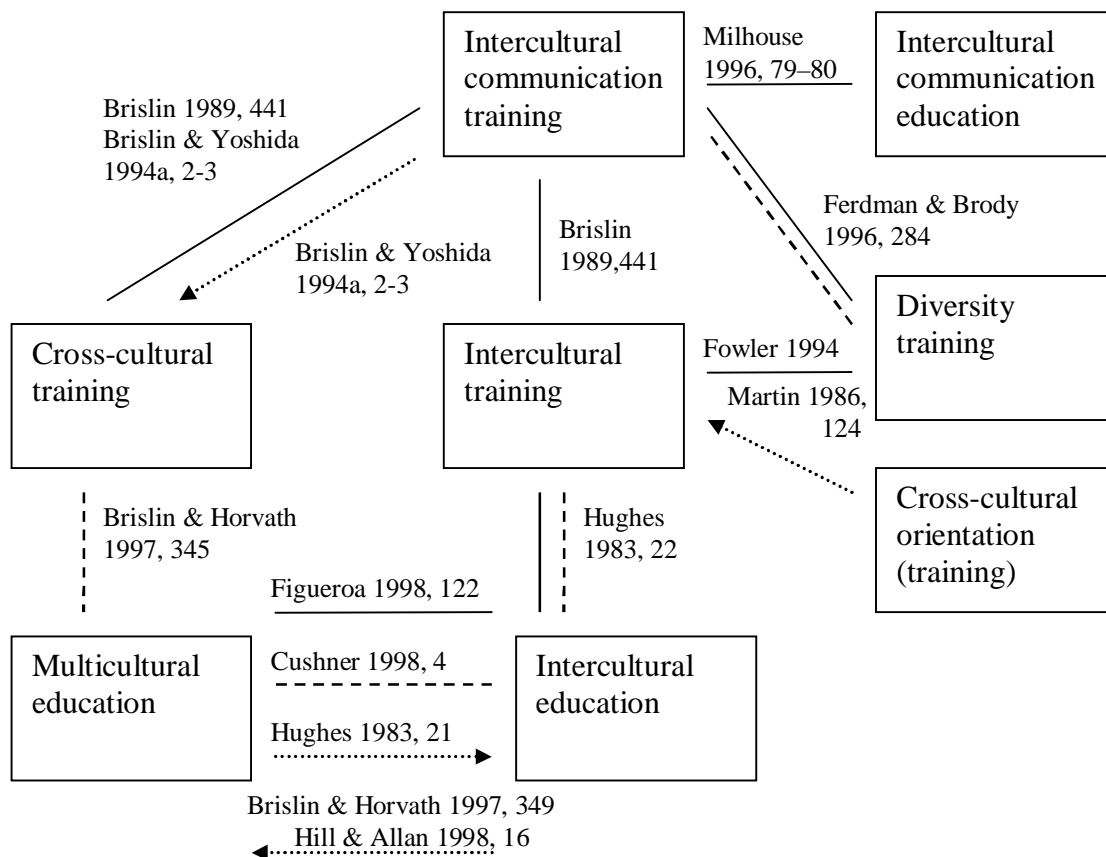 Intercultural
communication
training
Milhouse
1996, 79–80
Intercultural
communication
education
Brislin 1989, 441
Brislin & Yoshida
1994a, 2-3
Brislin & Yoshida
1994a, 2-3
Brislin
1989,441
Ferdman & Brody
1996, 284
Cross-cultural
training
Intercultural
training
Fowler 1994
Martin 1986,
124
Diversity
training
Cross-cultural
orientation
(training)
Brislin & Horvath
1997, 345
Hughes
1983, 22
Multicultural
education
Figueroa 1998, 122
Cushner 1998, 4
Hughes 1983, 21
Intercultural
education
Brislin & Horvath 1997, 349
Hill & Allan 1998, 16